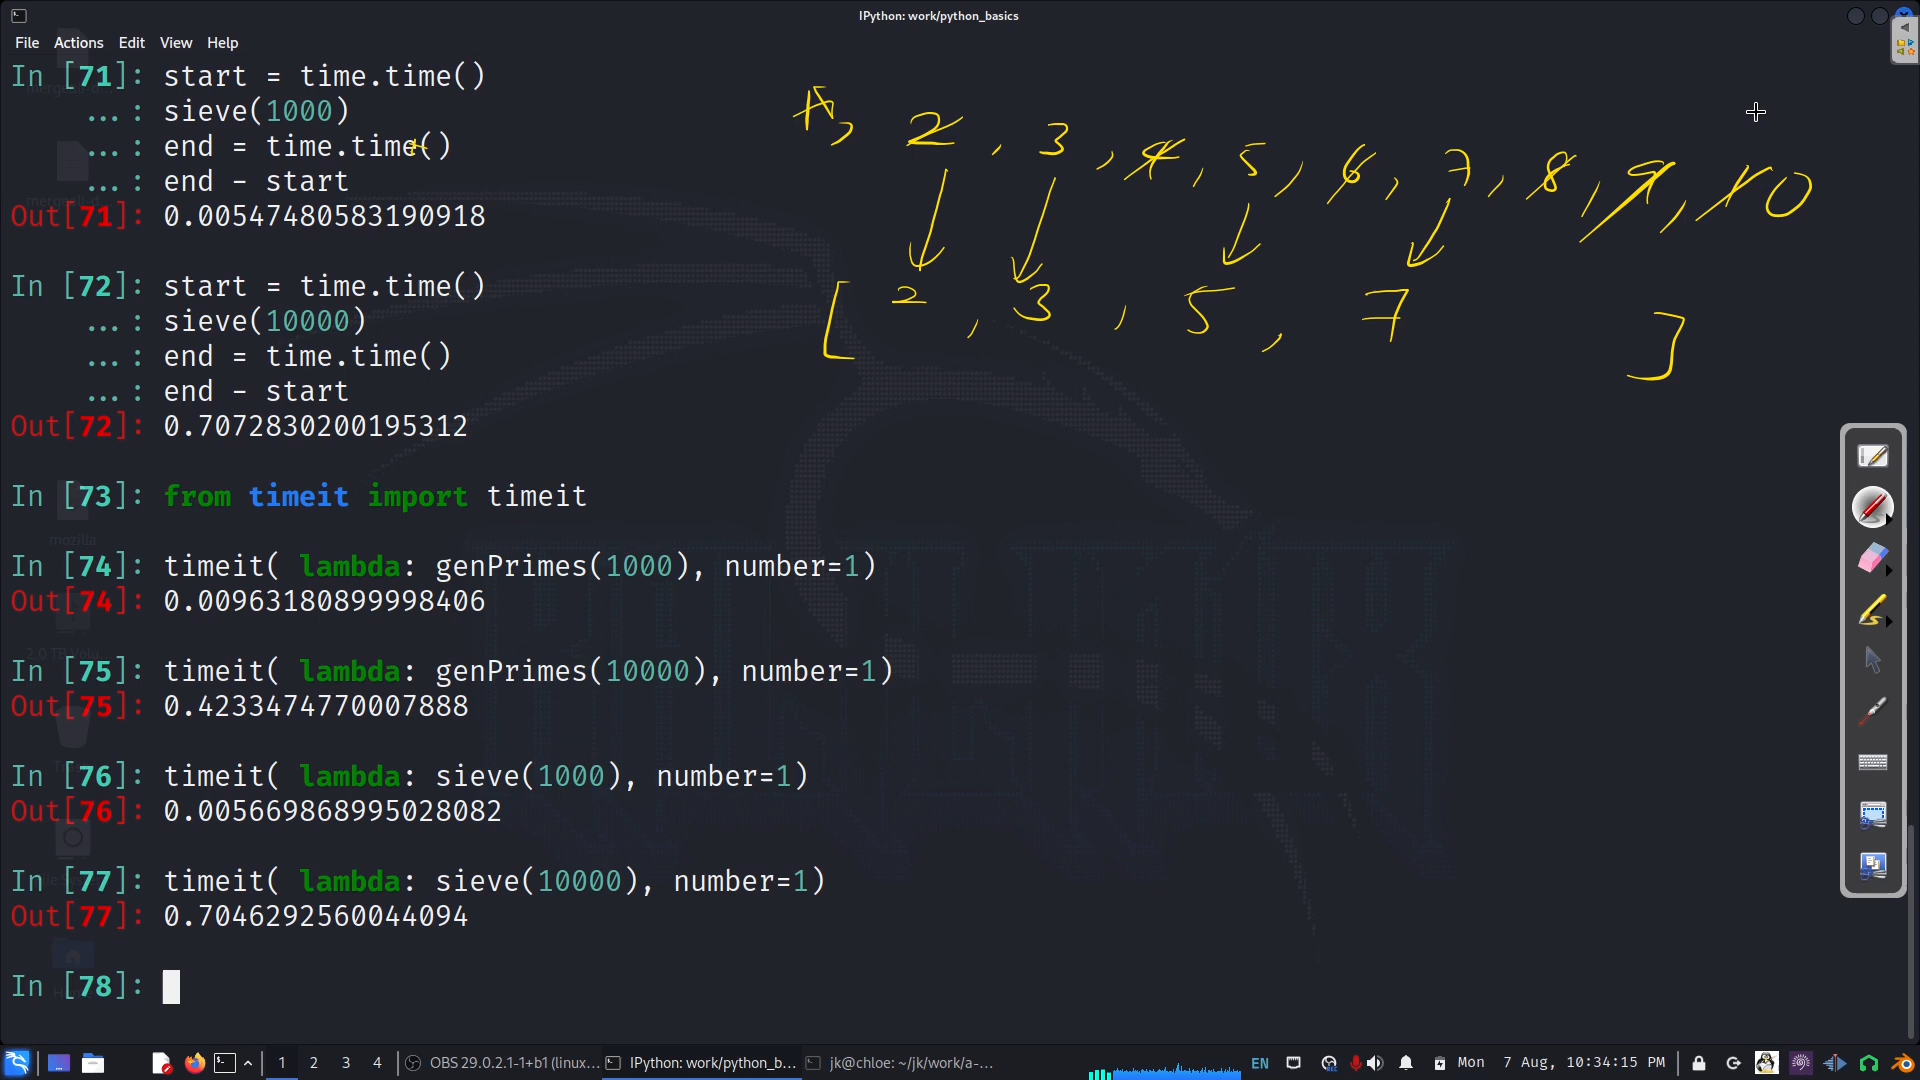 IPython: work/python_basics
File Actions Edit View Help
In [71]: start = time.time()
...: sieve(1000)
...: end = time.time()
...: end - start
Out[71]: 0.00547480583190918
In [72]: start = time.time()
...: sieve(10000)
...: end = time.time()
...: end - start
Out[72]: 0.7072830200195312
In [73]: from timeit import timeit
In [74]: timeit( lambda: genPrimes(1000), number=1)
Out[74]: 0.00963180899998406
In [75]: timeit( lambda: genPrimes(10000), number=1)
Out[75]: 0.4233474770007888
In [76]: timeit( lambda: sieve(1000), number=1)
Out[76]: 0.005669868995028082
In [77]: timeit( lambda: sieve(10000), number=1)
Out[77]: 0.7046292560044094
In [78]:
2, 3, 4, 5, 6, 7, 8, 9, 10
[2, 3, 5, 7 ]
mozilla
1 2 3 4 OBS 29.0.2.1-1+b1 (linux... IPython: work/python_b... jk@chloe: ~/jk/work/a-... EN Mon 7 Aug, 10:34:15 PM